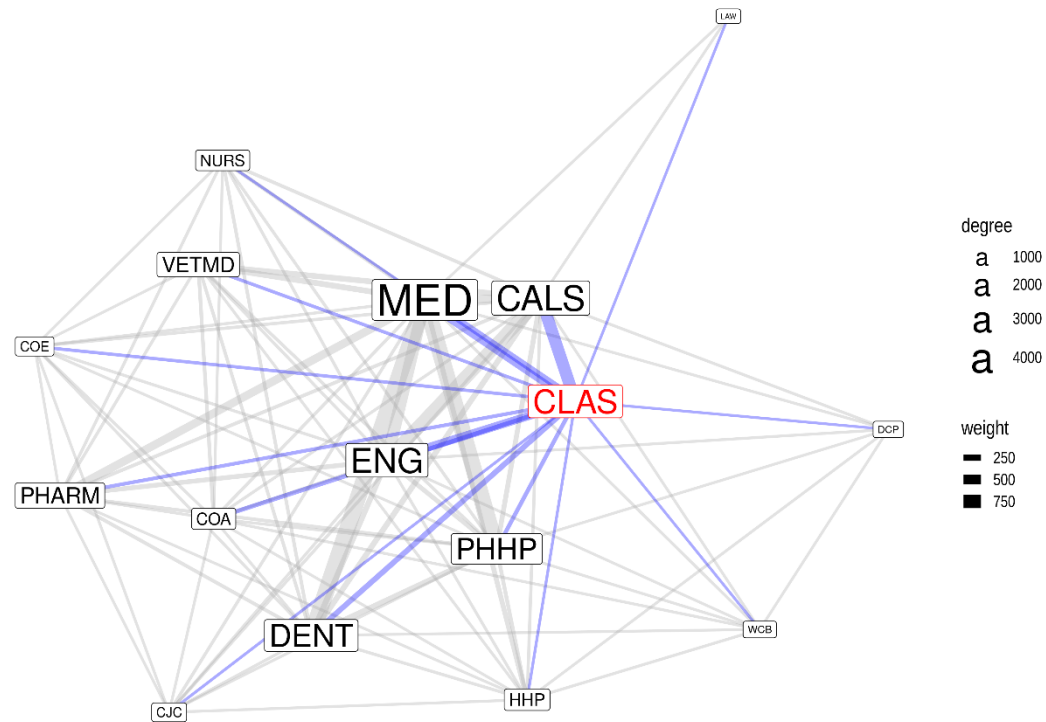 LAW
NURS
VETMD
MED
CALS
COE
CLAS
DCP
ENG
PHARM
COA
PHHP
DENT
WCB
HHP
CJC
degree
a 1000
a 2000
a 3000
a 4000
weight
250
500
750